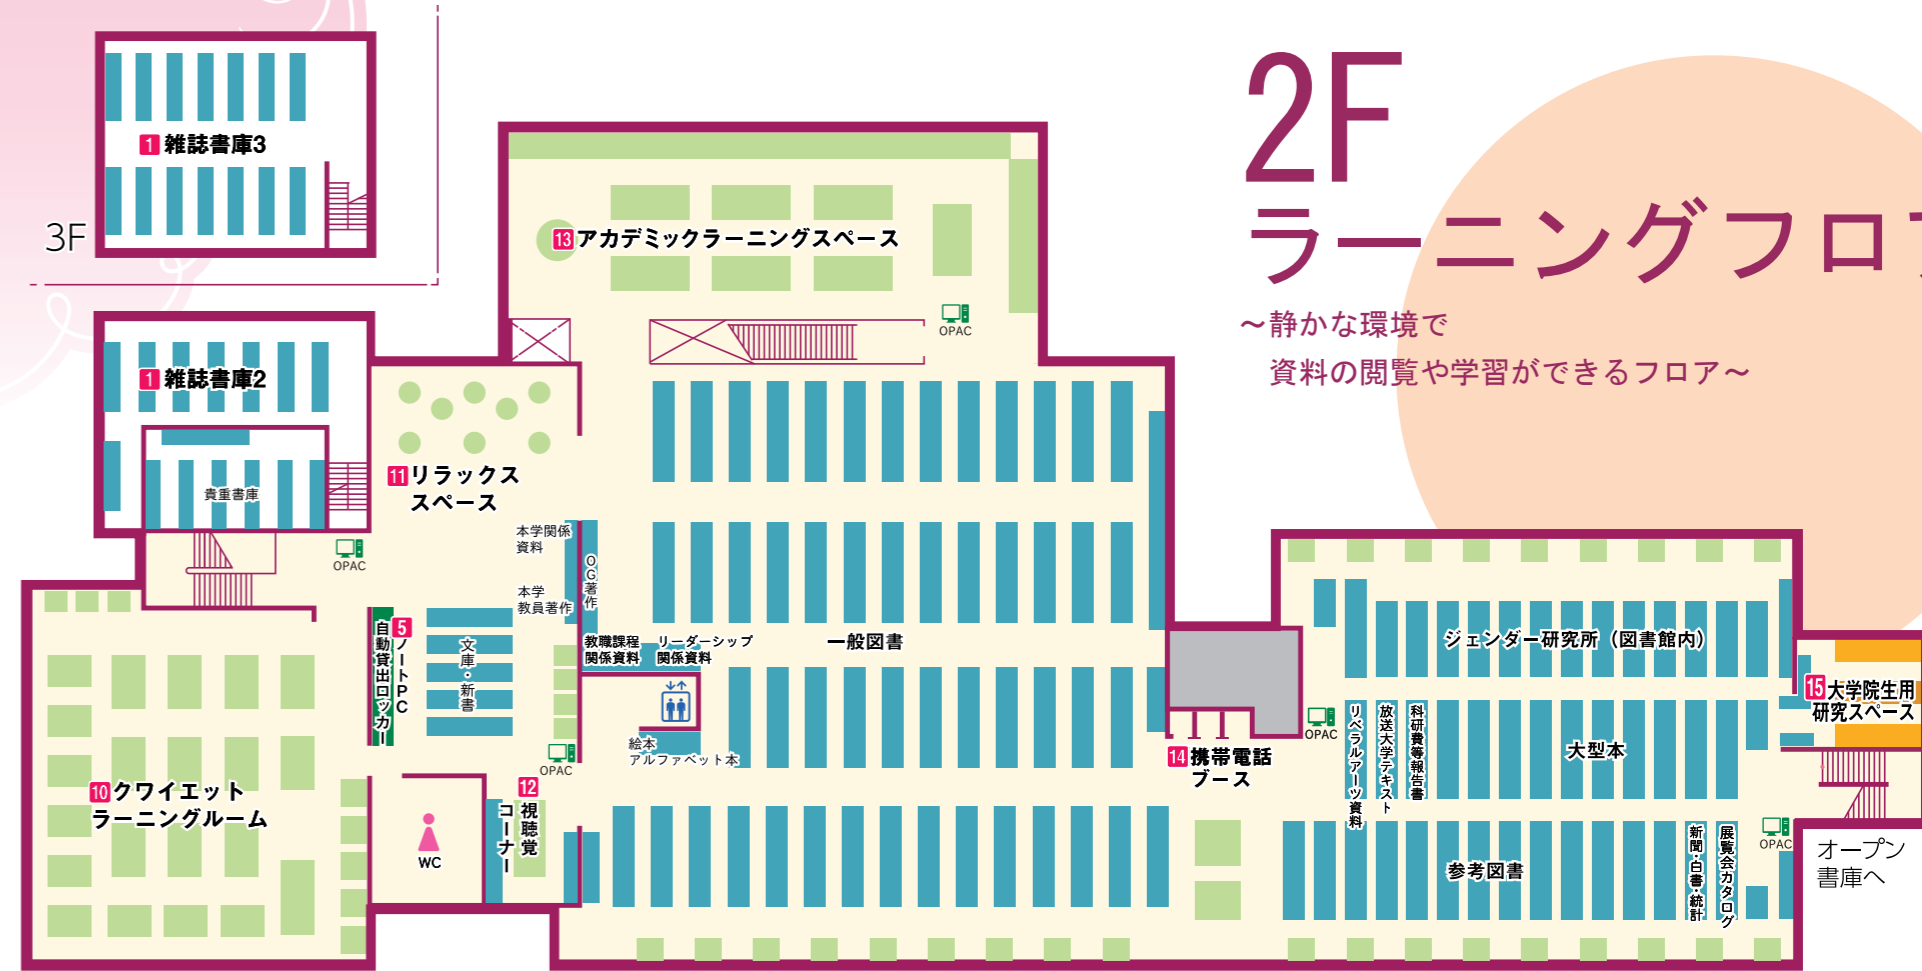 2F
ラーニングフロア
～静かな環境で
資料の閲覧や学習ができるフロア～
1 雑誌書庫3
3F
1 雑誌書庫2
貴重書庫
13 アカデミックラーニングスペース
OPAC
11 リラックス
スペース
OPAC
本学関係
資料
本学
教員著作
OG著作
教職課程
関係資料
リーダーシップ
関係資料
一般図書
5 ノートPC
自動貸出ロッカー
文庫・新書
絵本
アルファベット本
OPAC
10 クワイエット
ラーニングルーム
WC
12 視聴覚
コーナー
14 携帯電話
ブース
OPAC
ジェンダー研究所（図書館内）
リベラルアーツ資料
放送大学テキスト
科研費等報告書
大型本
15 大学院生用
研究スペース
参考図書
新聞・白書・統計
展覧会カタログ
OPAC
オープン
書庫へ